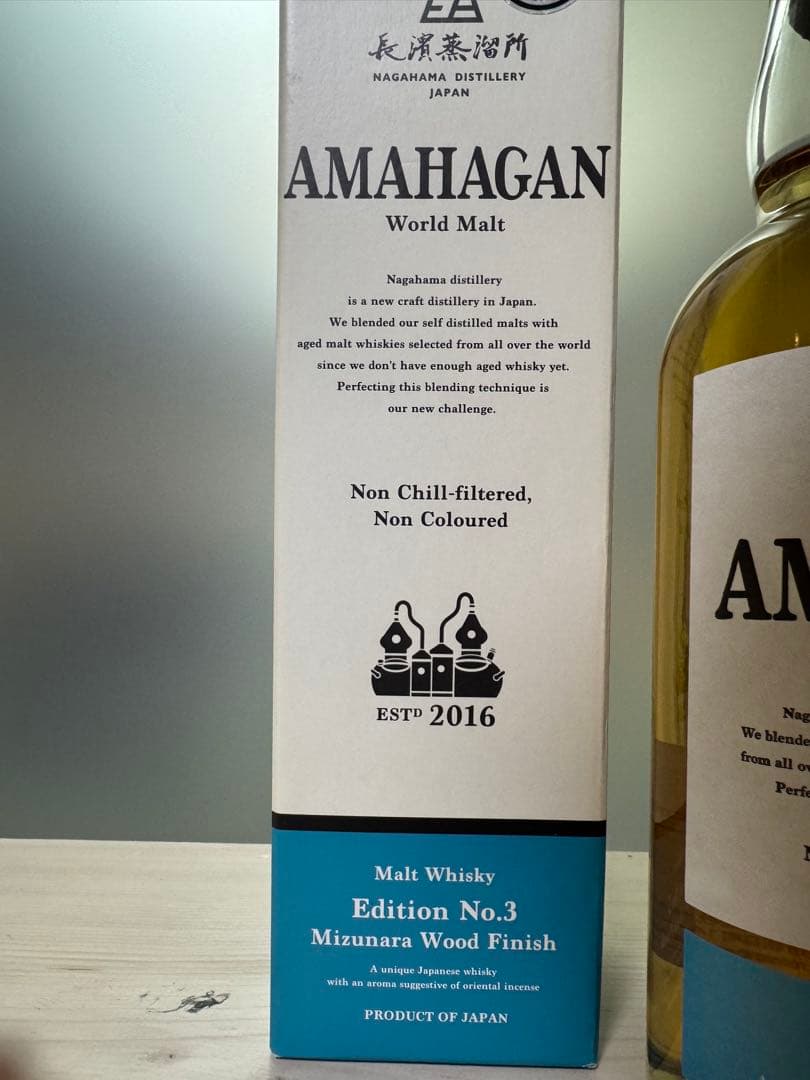 長濱蒸溜所
NAGAHAMA DISTILLERY
JAPAN
AMAHAGAN
World Malt
Nagahama distillery
is a new craft distillery in Japan.
We blended our self distilled malts with
aged malt whiskies selected from all over the world
since we don't have enough aged whisky yet.
Perfecting this blending technique is
our new challenge.
Non Chill-filtered,
Non Coloured
ESTD 2016
Malt Whisky
Edition No.3
Mizunara Wood Finish
A unique Japanese whisky
with an aroma suggestive of oriental incense
PRODUCT OF JAPAN
AM
Nag
We blende
from all ov
Perfe